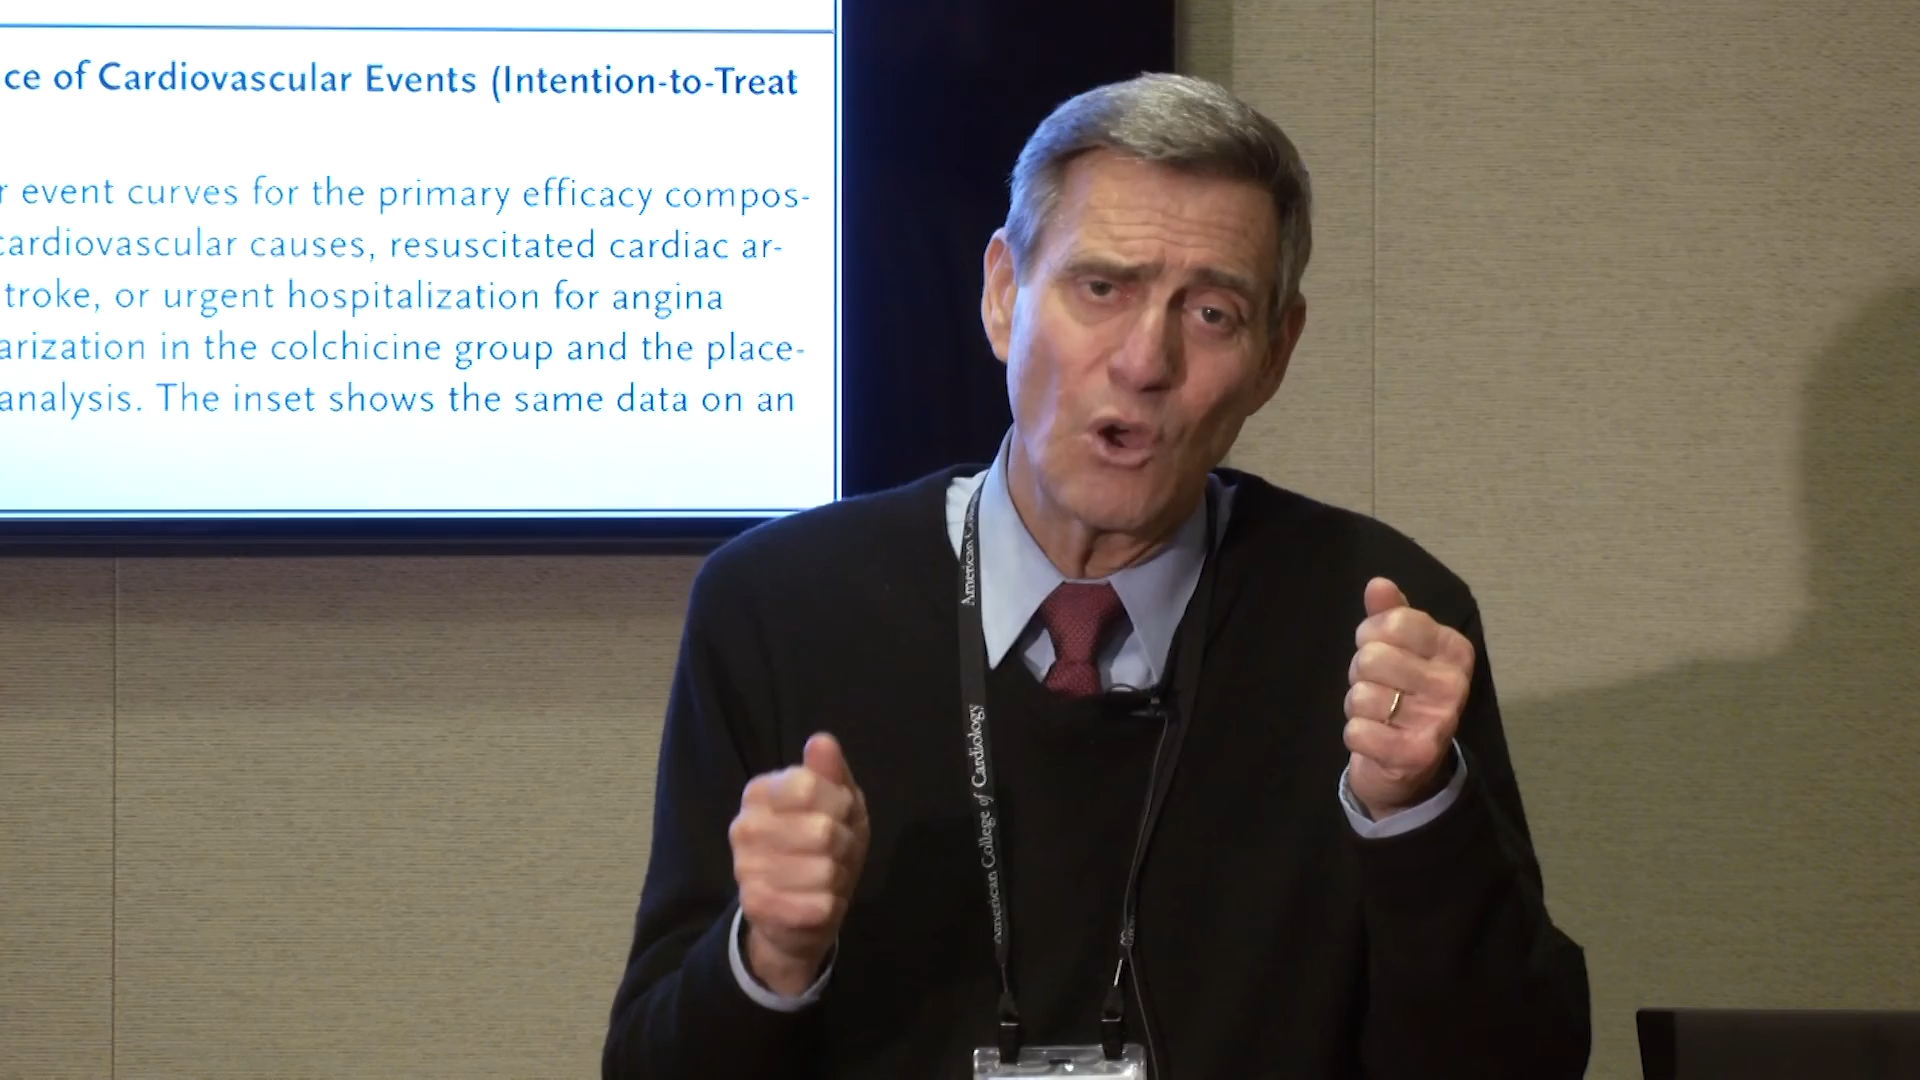 ce of Cardiovascular Events (Intention-to-Treat
r event curves for the primary efficacy compos-
cardiovascular causes, resuscitated cardiac ar-
troke, or urgent hospitalization for angina
arization in the colchicine group and the place-
analysis. The inset shows the same data on an
American Co
American College of Cardiology